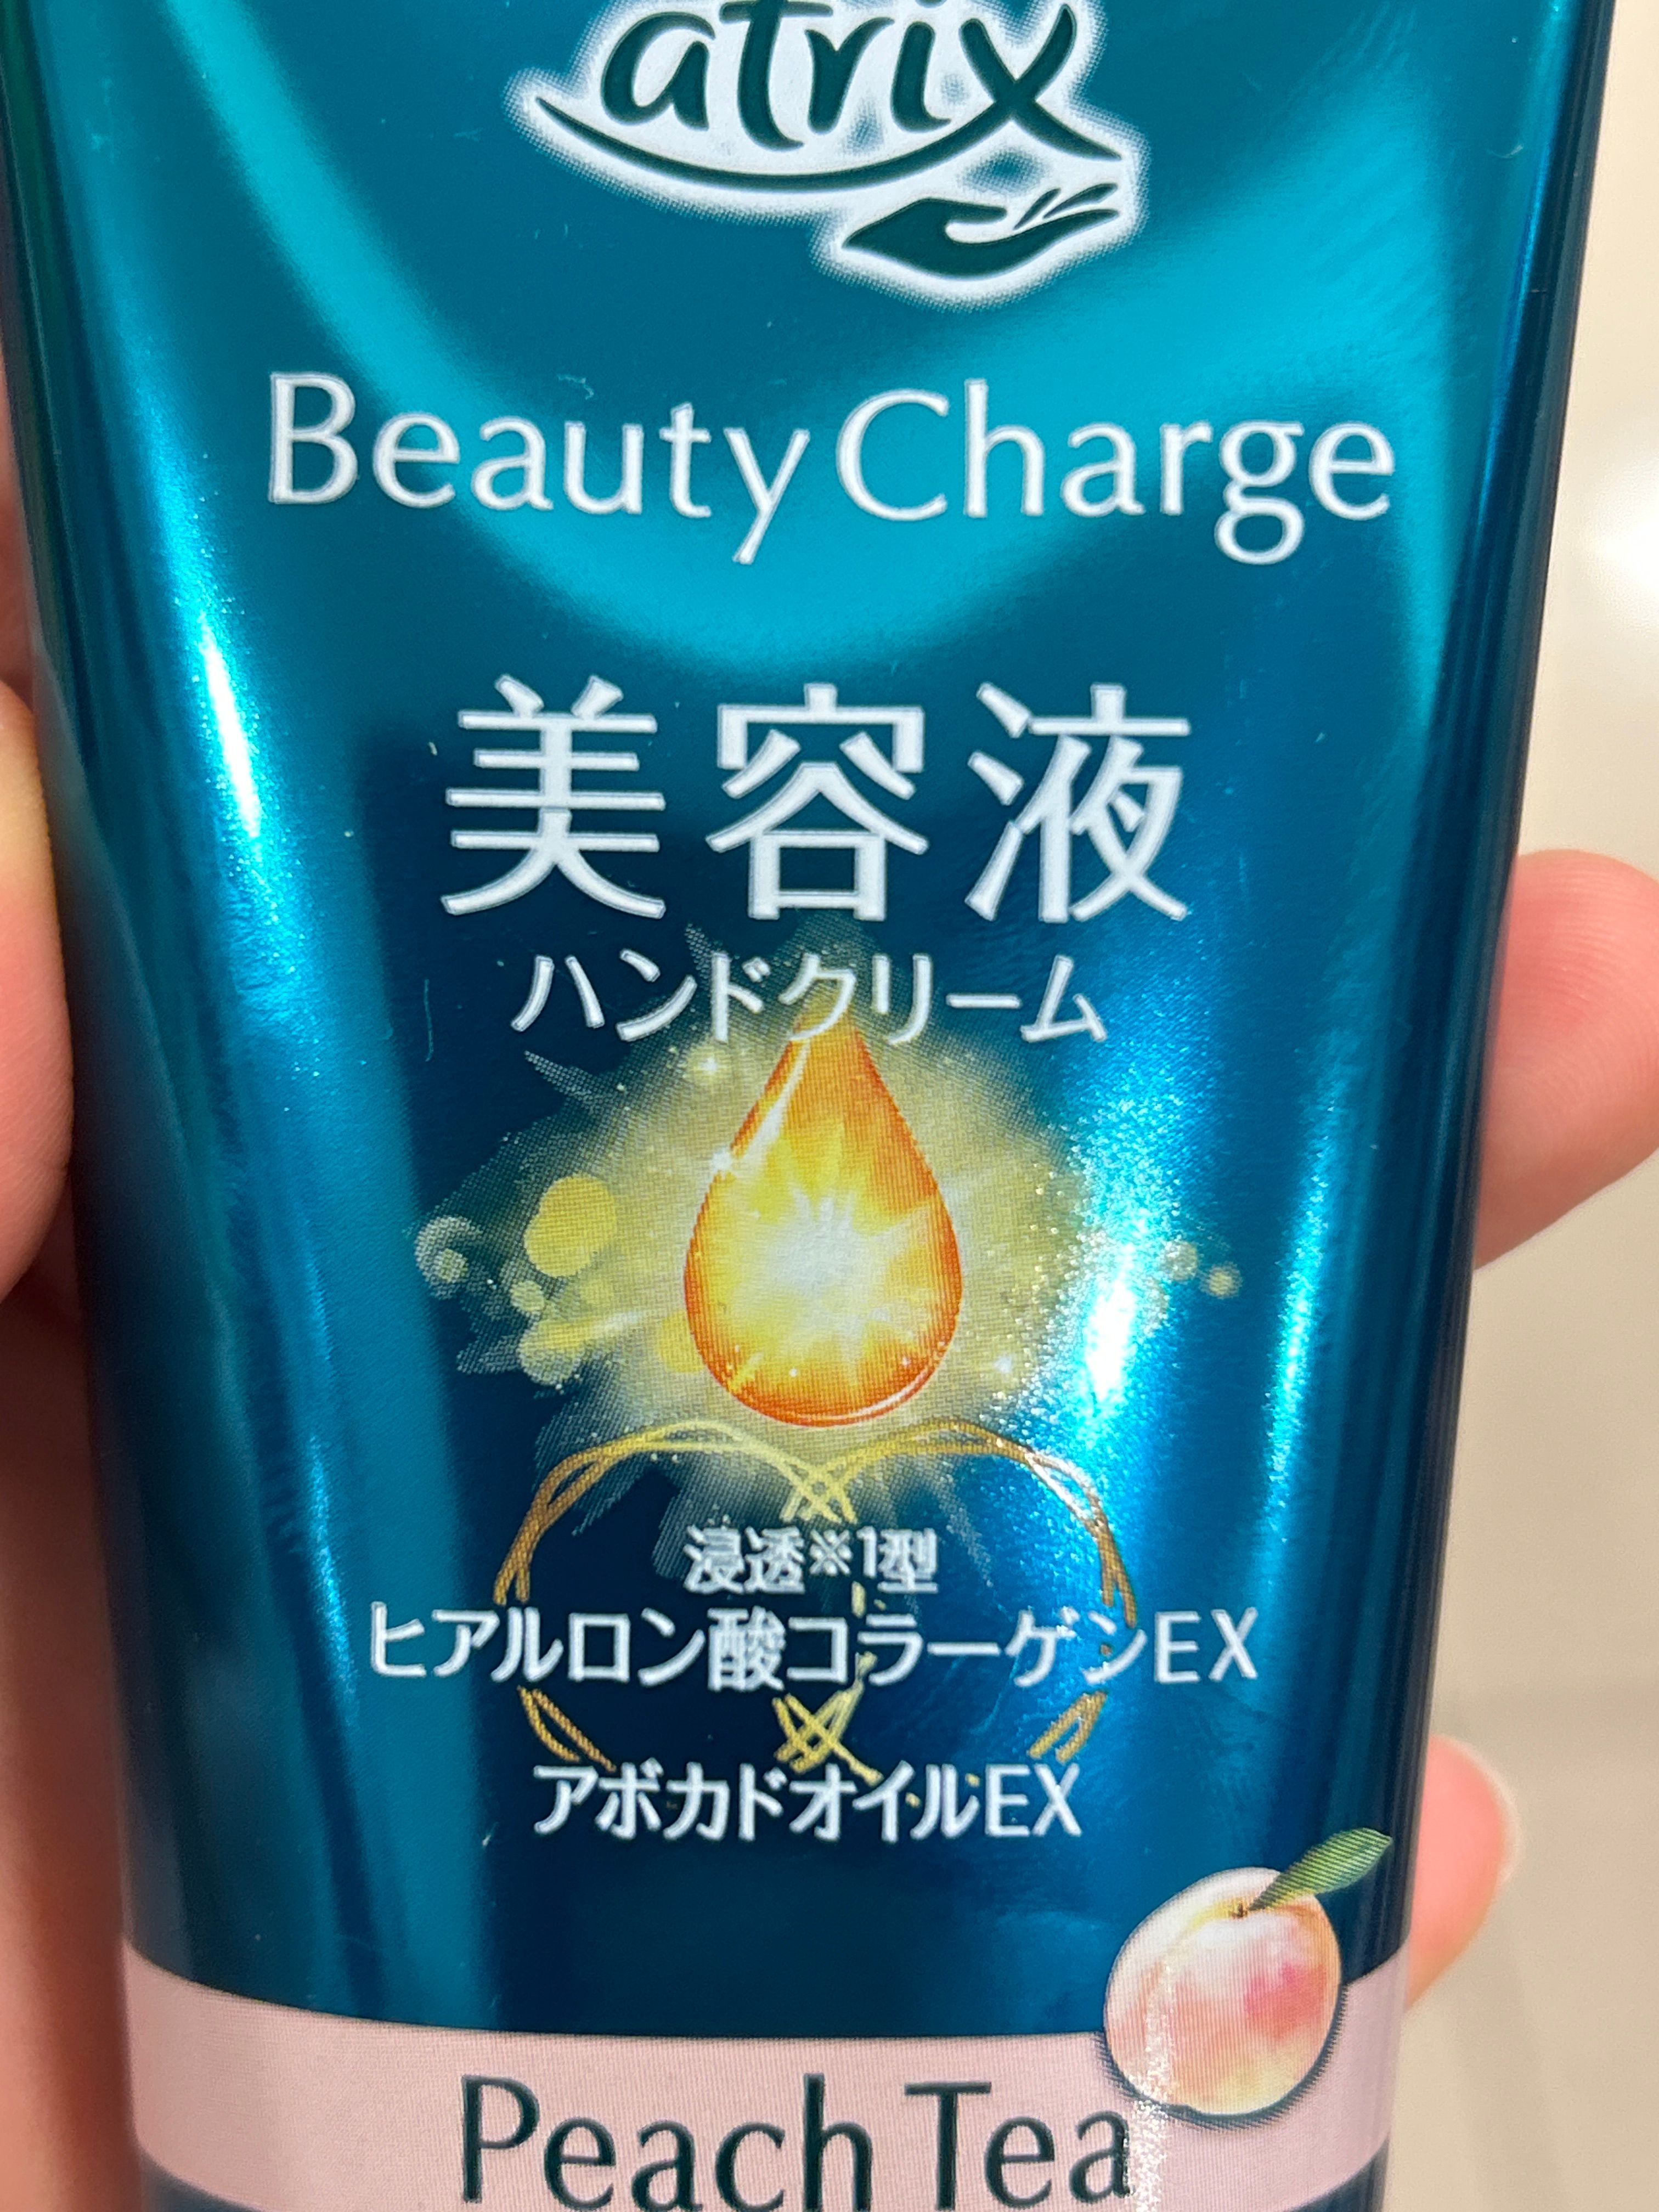 atrix
Beauty Charge
美容液
ハンドクリーム
浸透※1型
ヒアルロン酸コラーゲンEX
アボカドオイルEX
Peach Tea